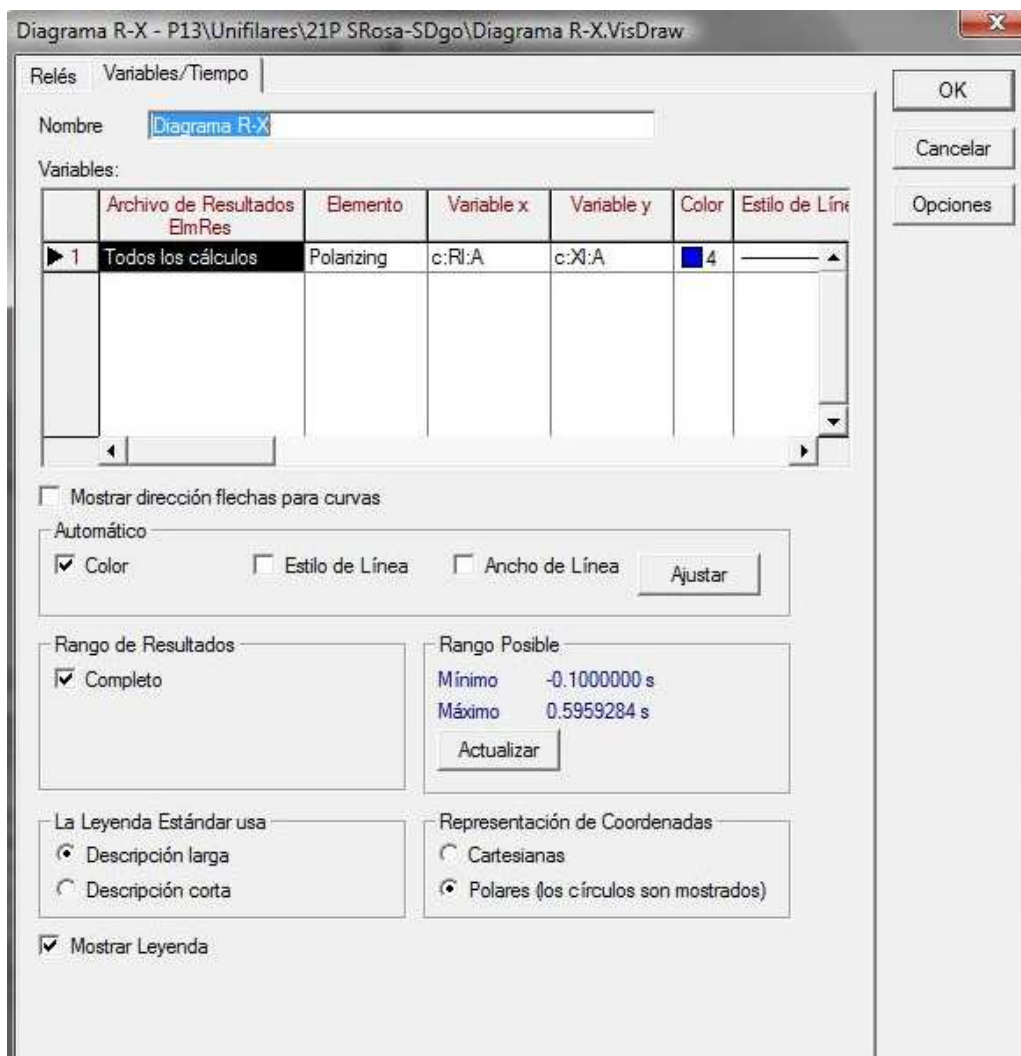 Diagrama R-X - P13\Unifilares\21P SRosa-SDgo\Diagrama R-X.VisDraw
Relés Variables/Tiempo
OK
Nombre Diagrama R-X
Cancelar
Variables:
Opciones
Archivo de Resultados ElmRes Elemento Variable x Variable y Color Estilo de Líne
1 Todos los cálculos Polarizing c:RI:A c:XI:A 4
Mostrar dirección flechas para curvas
Automático
Color Estilo de Línea Ancho de Línea Ajustar
Rango de Resultados
Completo
Rango Posible
Mínimo -0.1000000 s
Máximo 0.5959284 s
Actualizar
La Leyenda Estándar usa
Descripción larga
Descripción corta
Representación de Coordenadas
Cartesianas
Polares (los círculos son mostrados)
Mostrar Leyenda